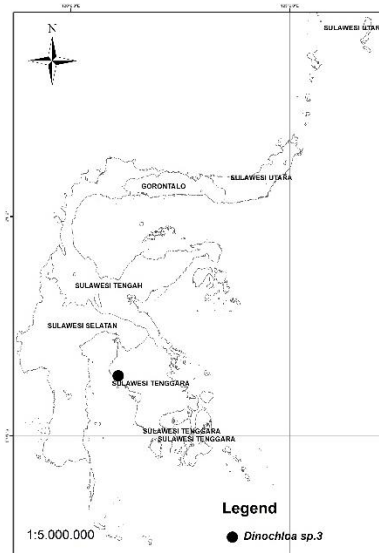 SULAWESI UTARA
N
SULAWESI UTARA
GORONTALO
SULAWESI TENGAH
SULAWESI SELATAN
SULAWESI TENGGARA
SULAWESI TENGGARA
SULAWESI TENGGARA
Legend
1:5.000.000
Dinochloa sp.3